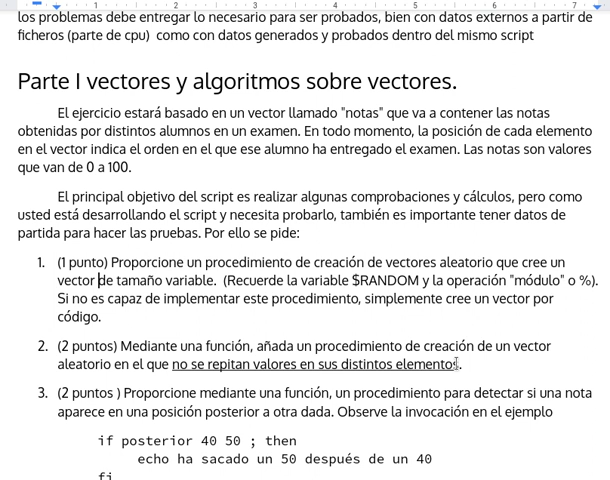 1 2 3 4 5 6 7
los problemas debe entregar lo necesario para ser probados, bien con datos externos a partir de
ficheros (parte de cpu) como con datos generados y probados dentro del mismo script
Parte I vectores y algoritmos sobre vectores.
El ejercicio estará basado en un vector llamado "notas" que va a contener las notas
obtenidas por distintos alumnos en un examen. En todo momento, la posición de cada elemento
en el vector indica el orden en el que ese alumno ha entregado el examen. Las notas son valores
que van de 0 a 100.
El principal objetivo del script es realizar algunas comprobaciones y cálculos, pero como
usted está desarrollando el script y necesita probarlo, también es importante tener datos de
partida para hacer las pruebas. Por ello se pide:
1. (1 punto) Proporcione un procedimiento de creación de vectores aleatorio que cree un
vector de tamaño variable. (Recuerde la variable $RANDOM y la operación "módulo" o %).
Si no es capaz de implementar este procedimiento, simplemente cree un vector por
código.
2. (2 puntos) Mediante una función, añada un procedimiento de creación de un vector
aleatorio en el que no se repitan valores en sus distintos elementos.
3. (2 puntos ) Proporcione mediante una función, un procedimiento para detectar si una nota
aparece en una posición posterior a otra dada. Observe la invocación en el ejemplo
if posterior 40 50 ; then
echo ha sacado un 50 después de un 40
fi